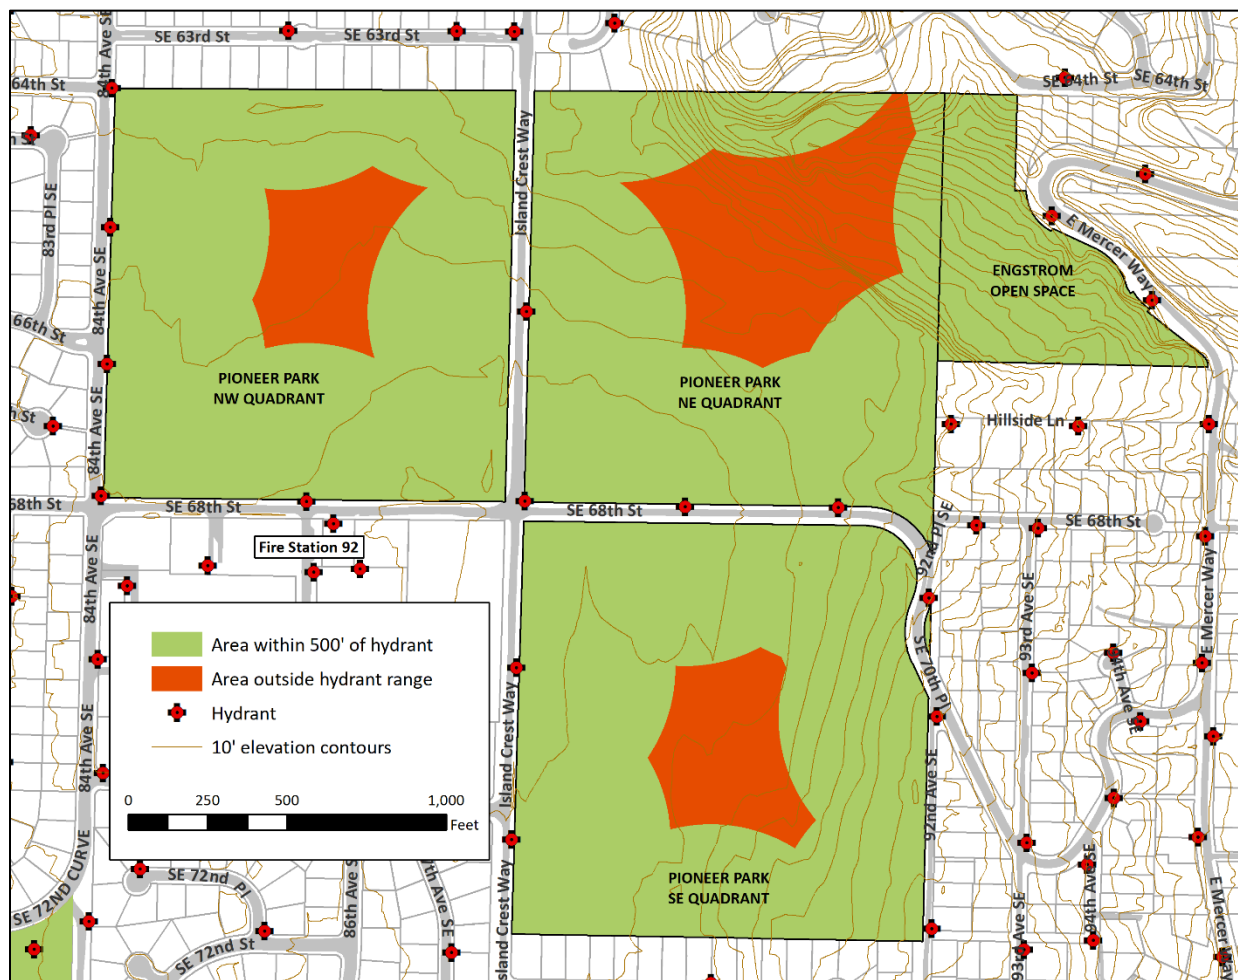 SE 63rd St
SE 63rd St
84th Ave SE
64th St
SE 64th St
SE 64th St
Island Crest Way
83rd Pl SE
84th Ave SE
E Mercer Way
ENGSTROM
OPEN SPACE
66th St
PIONEER PARK
NW QUADRANT
PIONEER PARK
NE QUADRANT
84th Ave SE
Hillside Ln
68th St
SE 68th St
SE 68th St
SE 68th St
92nd Pl SE
Fire Station 92
84th Ave SE
93rd Ave SE
E Mercer Way
SE 70th Pl
94th Ave SE
Area within 500' of hydrant
Area outside hydrant range
Hydrant
10' elevation contours
0 250 500 1,000
Feet
84th Ave SE
Island Crest Way
92nd Ave SE
PIONEER PARK
SE QUADRANT
SE 72ND CURVE
SE 72nd Pl
SE 72nd St
86th Ave S
7th Ave SE
Island Crest Way
93rd Ave SE
94th Ave SE
E Mercer Way